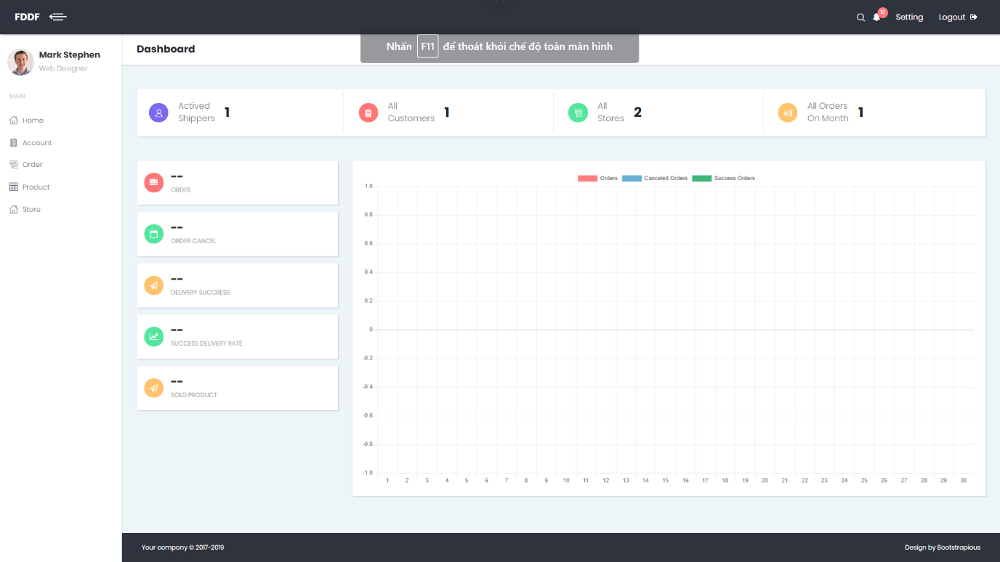 FDDF
12
Setting
Logout
Nhấn F11 để thoát khỏi chế độ toàn màn hình
Mark Stephen
Web Designer
MAIN
Home
Account
Order
Product
Store
Dashboard
Actived
Shippers
1
All
Customers
1
All
Stores
2
All Orders
On Month
1
--
ORDER
--
ORDER CANCEL
--
DELIVERY SUCCRESS
--
SUCCESS DELIVERY RATE
--
SOLD PRODUCT
Orders Canceled Orders Success Orders
1.0
0.8
0.6
0.4
0.2
0
-0.2
-0.4
-0.6
-0.8
-1.0
1 2 3 4 5 6 7 8 9 10 11 12 13 14 15 16 17 18 19 20 21 22 23 24 25 26 27 28 29 30
Your company © 2017-2019
Design by Bootstrapious